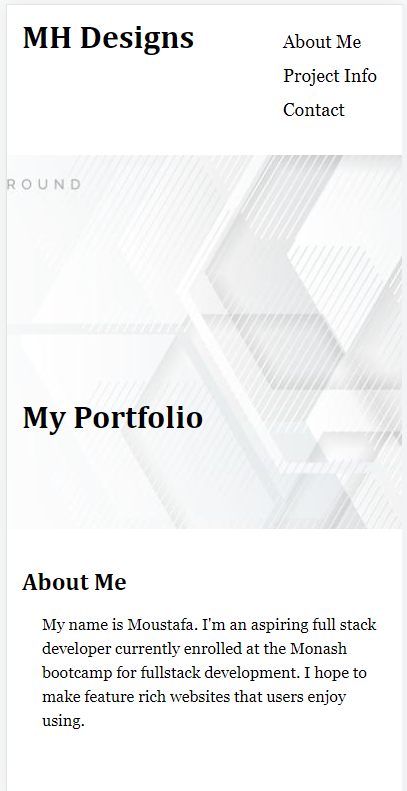 MH Designs
About Me
Project Info
Contact
ROUND
My Portfolio
About Me
My name is Moustafa. I'm an aspiring full stack
developer currently enrolled at the Monash
bootcamp for fullstack development. I hope to
make feature rich websites that users enjoy
using.